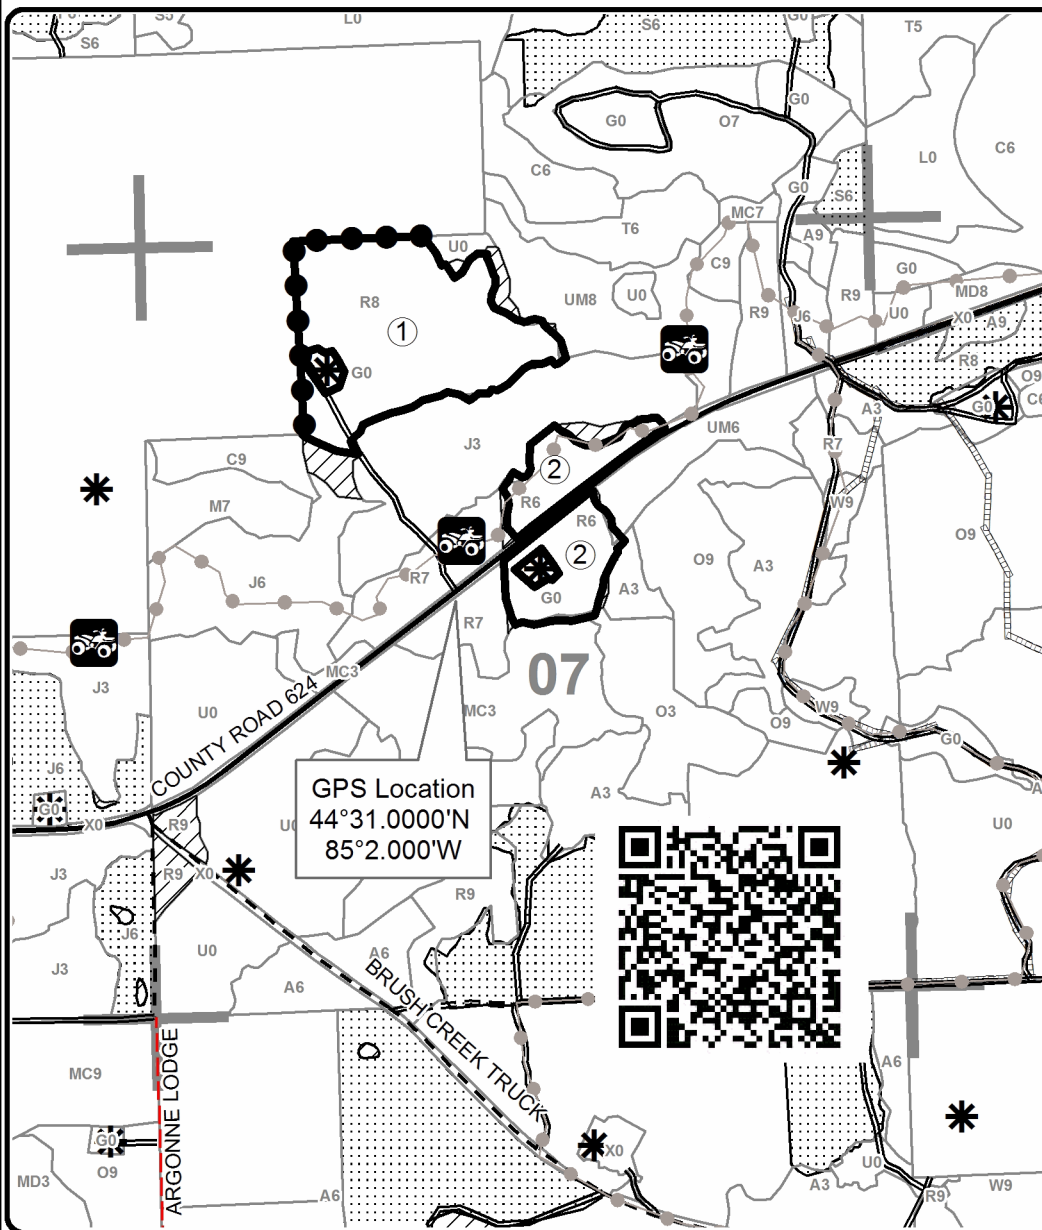 S6
S5
L0
S6
G0
T5
G0
G0
O7
C6
L0
C6
G0
S6
T6
MC7
A9
U0
C9
G0
R8
1
UM8
U0
R9
R9
MD8
J6
U0
X0
A9
G0
R8
O9
C6
G0
A3
J3
UM6
R7
C9
2
R6
R6
W9
M7
O9
2
O9
A3
J6
R7
G0
A3
R7
07
MC3
J3
COUNTY ROAD 624
U0
MC3
O3
W9
O9
G0
J6
GPS Location
44°31.0000'N
85°2.000'W
A3
A
G0
X0
R9
U0
U0
J3
R9
X0
R9
J6
U0
A6
J3
A6
BRUSH CREEK TRUCK
A6
MC9
ARGONNE LODGE
G0
O9
X0
MD3
A6
A3
U0
R9
W9